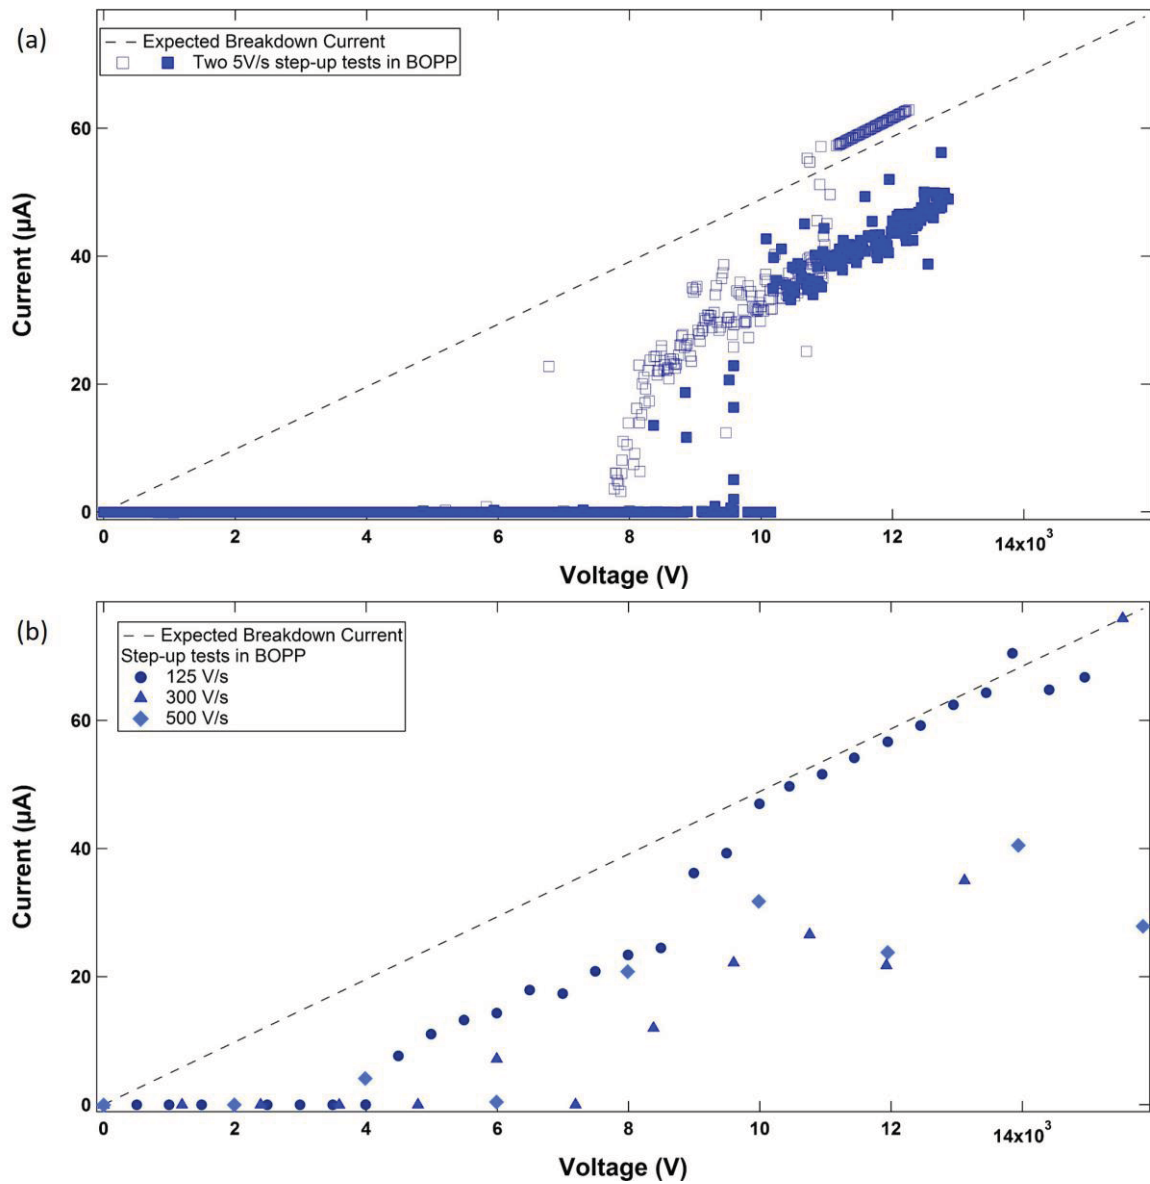 (a)
Expected Breakdown Current
Two 5V/s step-up tests in BOPP
60
40
20
0
Current (µA)
0 2 4 6 8 10 12 14x10³
Voltage (V)
(b)
Expected Breakdown Current
Step-up tests in BOPP
125 V/s
300 V/s
500 V/s
60
40
20
0
Current (µA)
0 2 4 6 8 10 12 14x10³
Voltage (V)